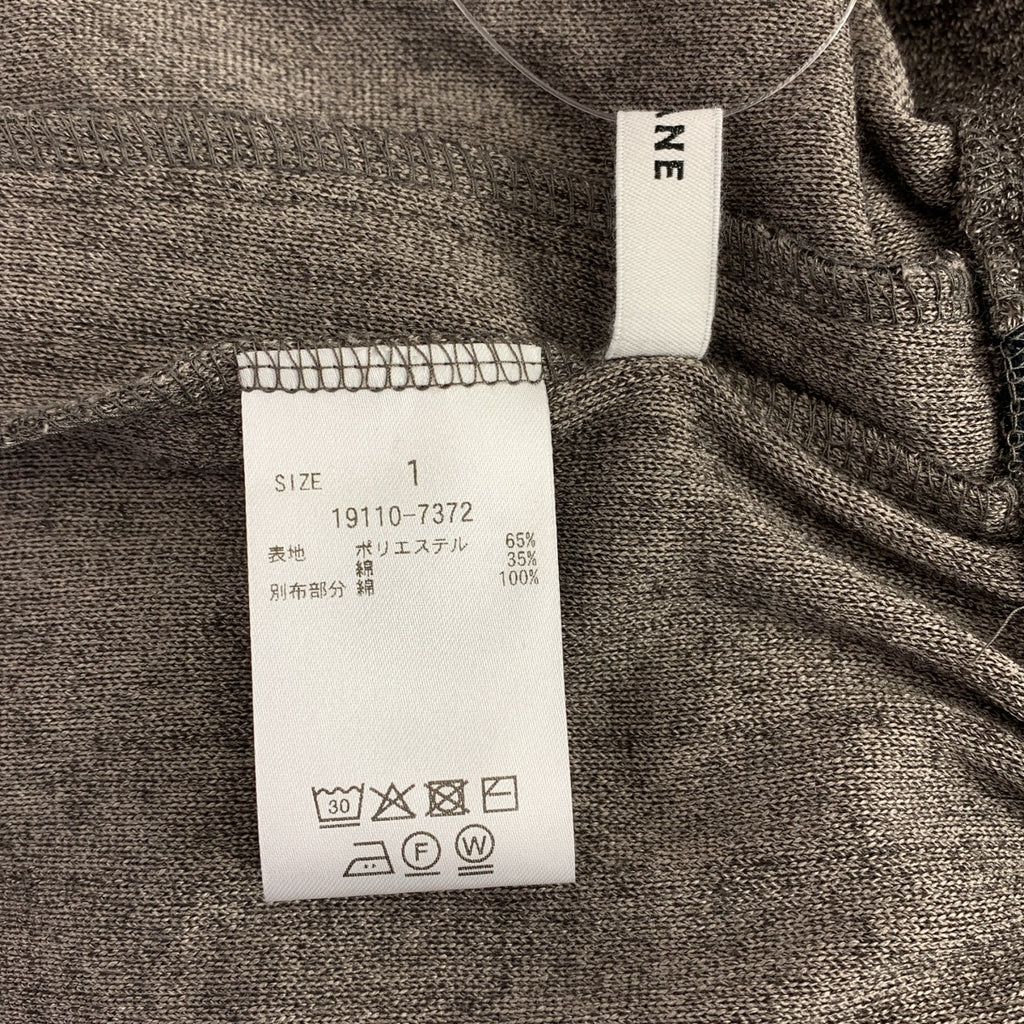 ANE
SIZE 1
19110-7372
表地 ポリエステル 65%
綿 35%
別布部分 綿 100%
30
F W